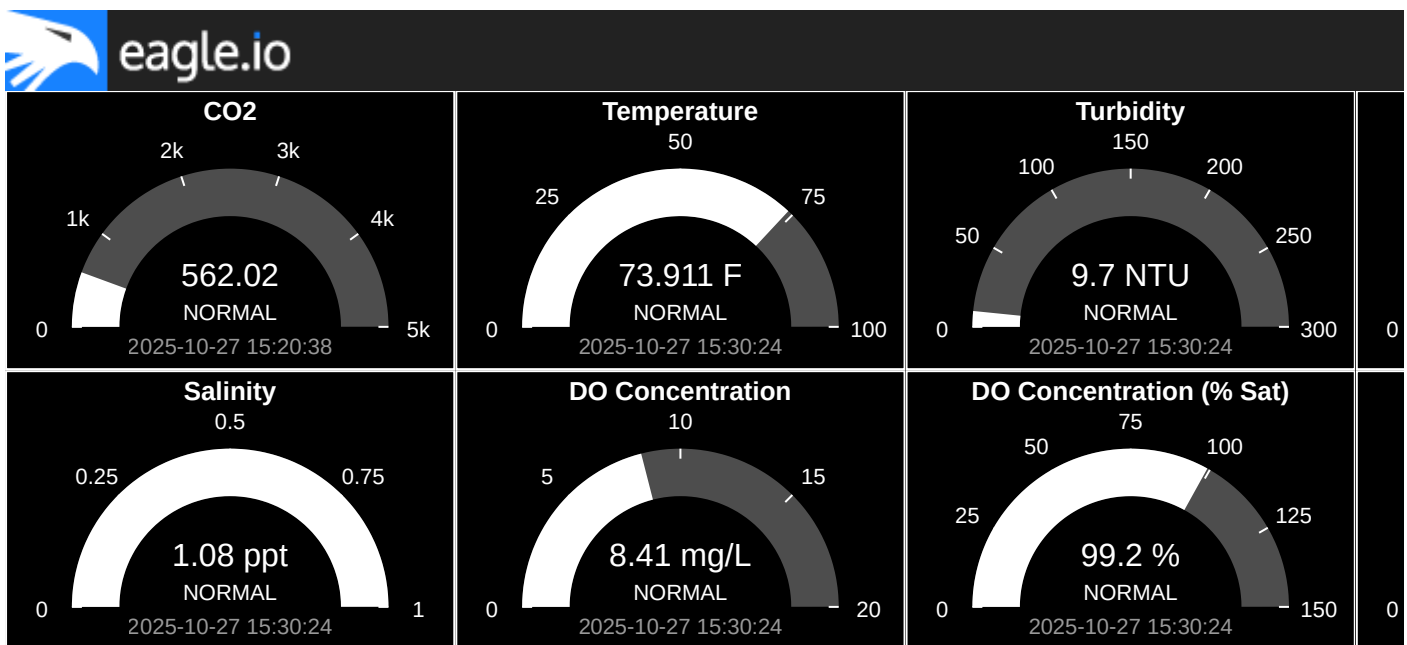 eagle.io
CO2
0
1k
2k
3k
4k
5k
562.02
NORMAL
2025-10-27 15:20:38
Temperature
0
25
50
75
100
73.911 F
NORMAL
2025-10-27 15:30:24
Turbidity
0
50
100
150
200
250
300
9.7 NTU
NORMAL
2025-10-27 15:30:24
0
Salinity
0
0.25
0.5
0.75
1
1.08 ppt
NORMAL
2025-10-27 15:30:24
DO Concentration
0
5
10
15
20
8.41 mg/L
NORMAL
2025-10-27 15:30:24
DO Concentration (% Sat)
0
25
50
75
100
125
150
99.2 %
NORMAL
2025-10-27 15:30:24
0